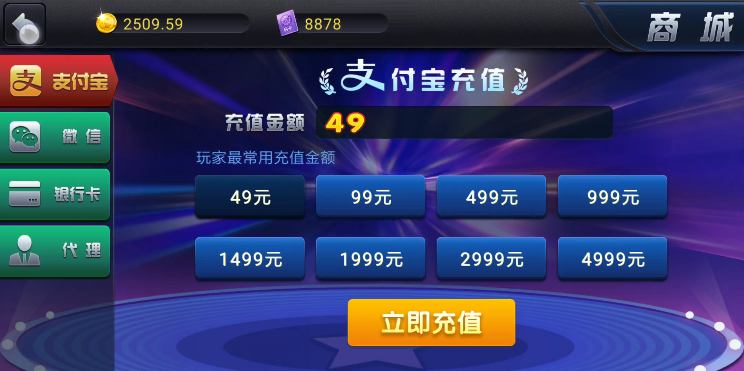 2509.59
8878
商城
支付宝
微信
银行卡
代理
支付宝充值
充值金额 49
玩家最常用充值金额
49元 99元 499元 999元
1499元 1999元 2999元 4999元
立即充值